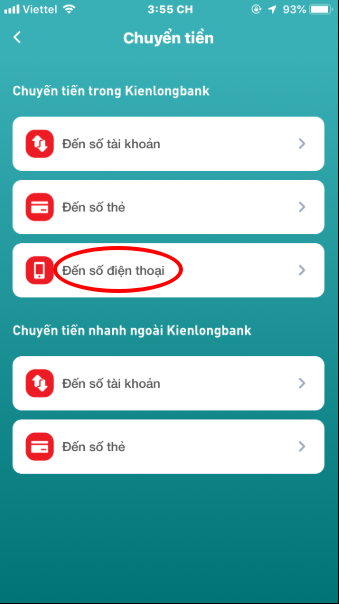 Viettel 3:55 CH 93%
Chuyển tiền
Chuyển tiền trong Kienlongbank
Đến số tài khoản
Đến số thẻ
Đến số điện thoại
Chuyển tiền nhanh ngoài Kienlongbank
Đến số tài khoản
Đến số thẻ